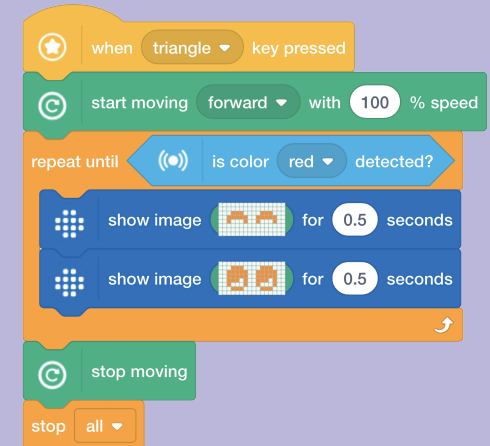 when triangle key pressed
start moving forward with 100 % speed
repeat until is color red detected?
show image for 0.5 seconds
show image for 0.5 seconds
stop moving
stop all